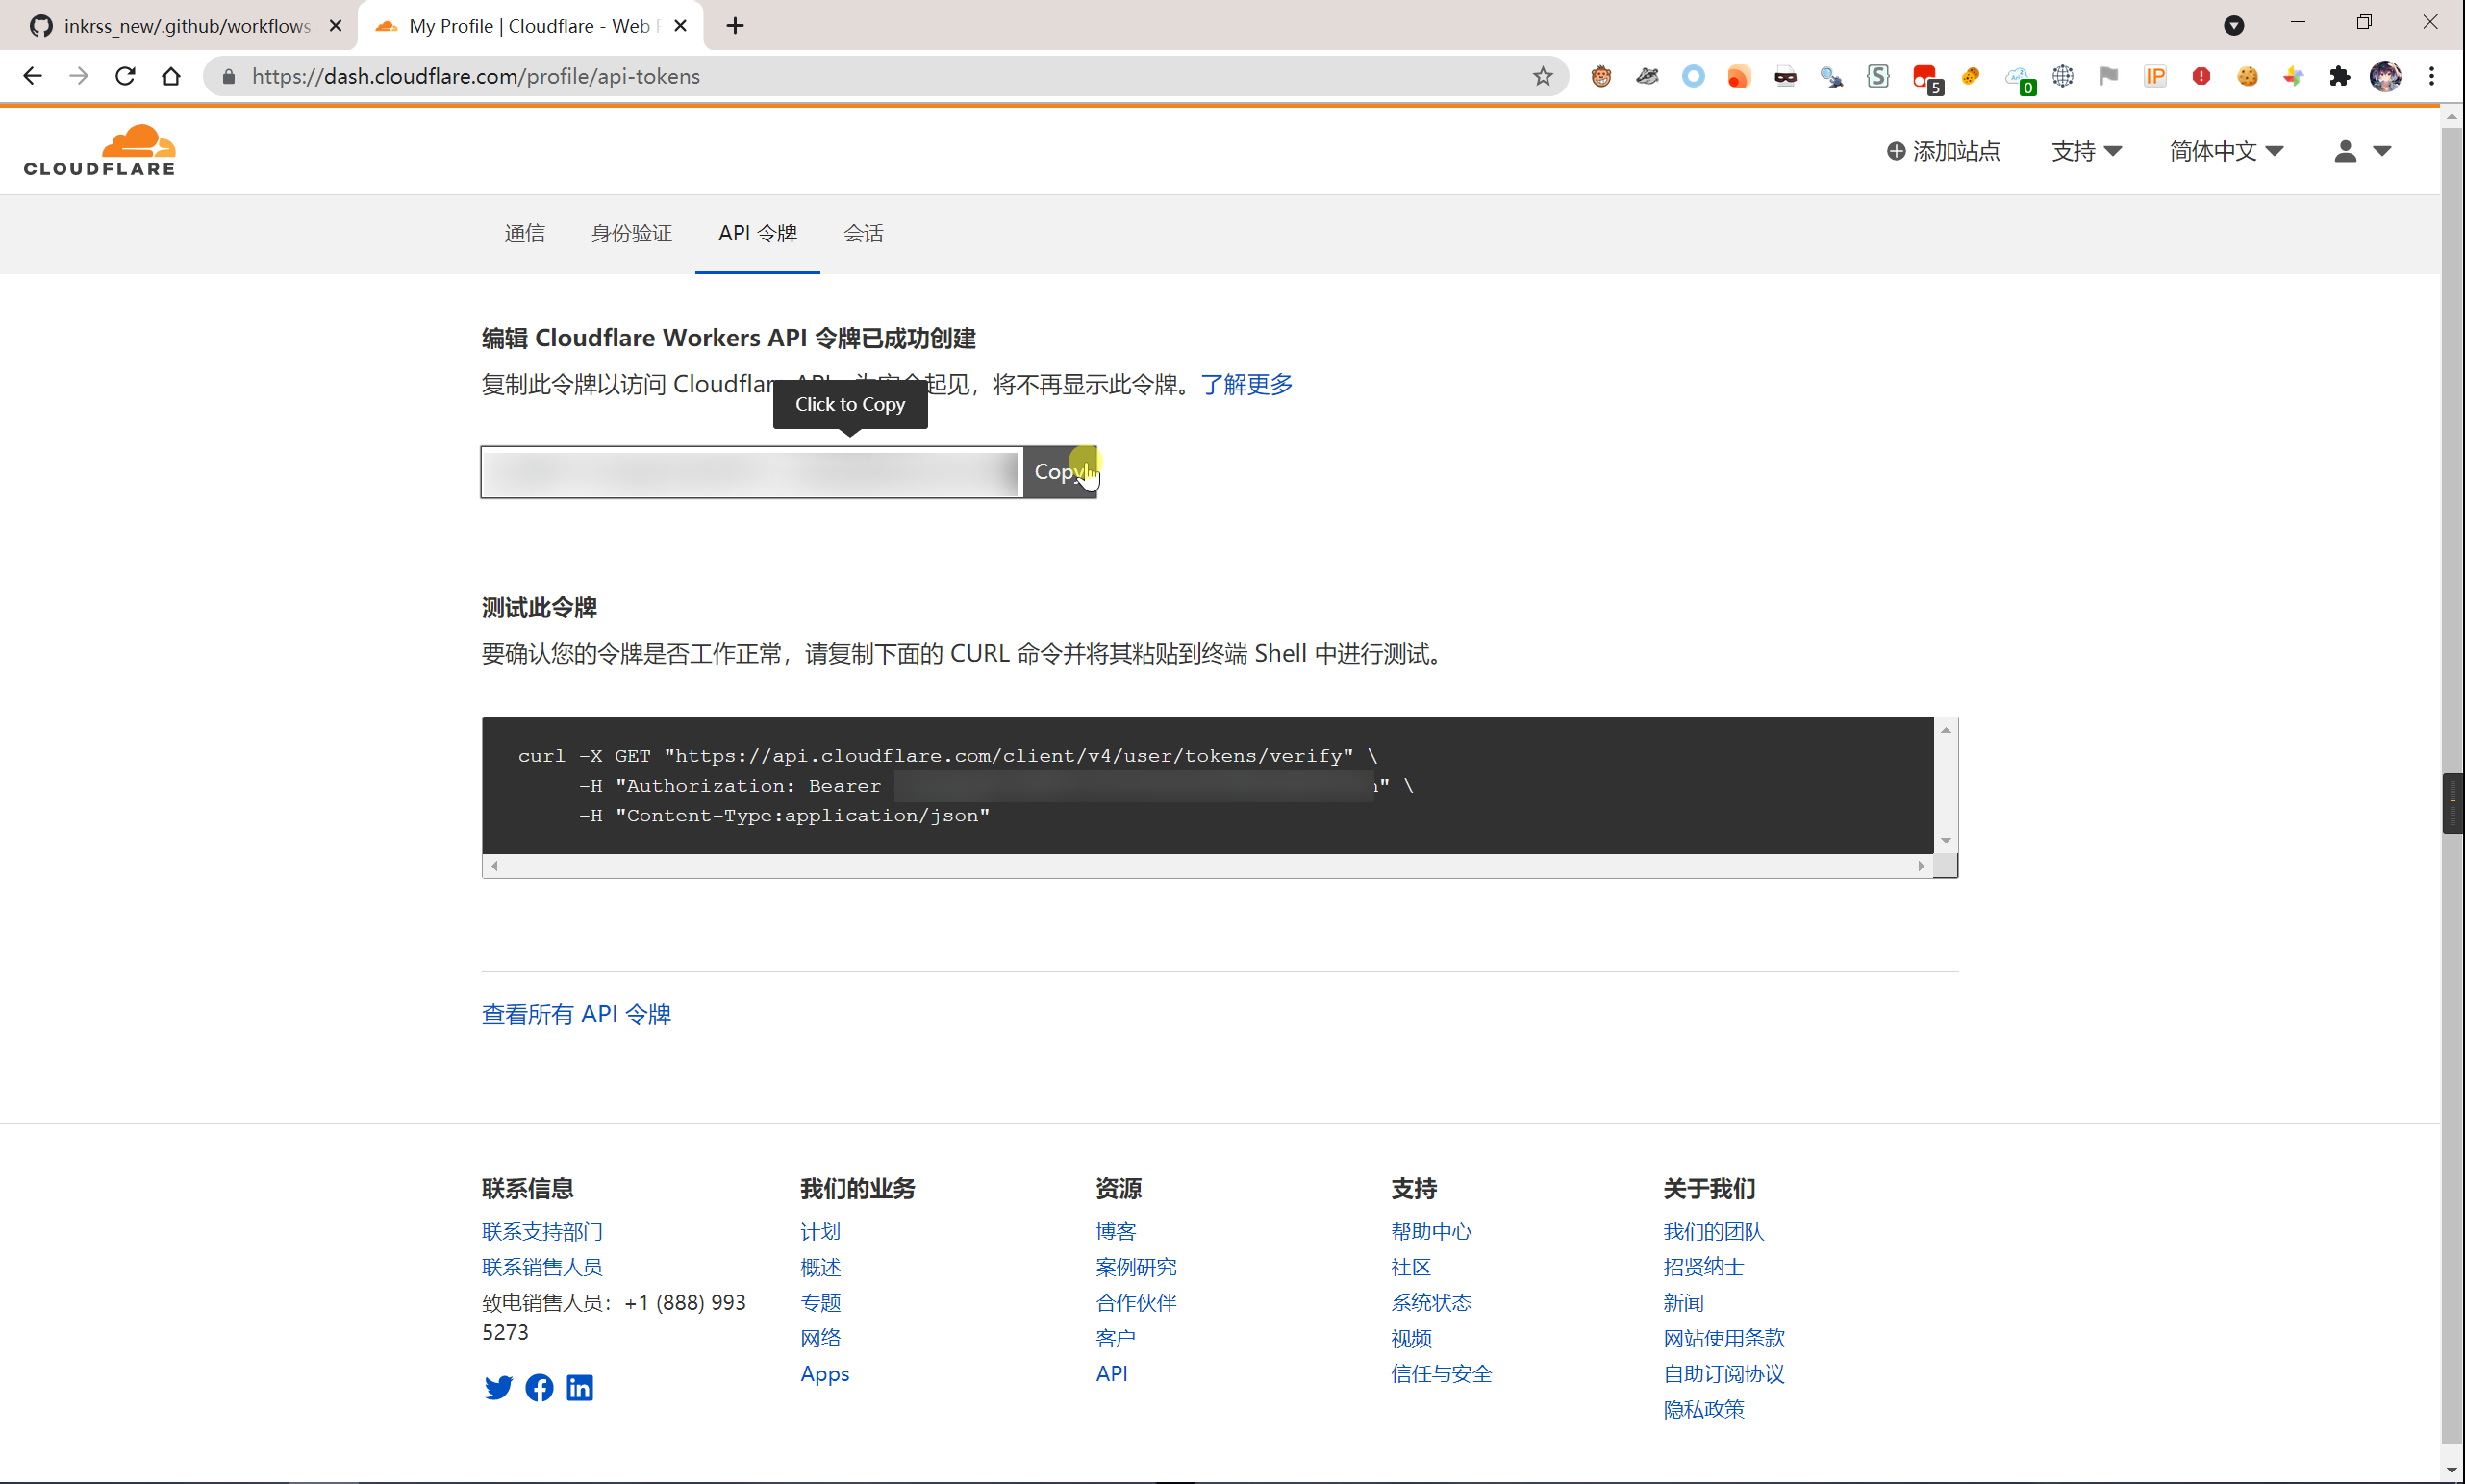 inkrss_new/.github/workflows
My Profile | Cloudflare - Web
https://dash.cloudflare.com/profile/api-tokens
5
0
IP
CLOUDFLARE
添加站点
支持
简体中文
通信
身份验证
API 令牌
会话
编辑 Cloudflare Workers API 令牌已成功创建
复制此令牌以访问 Cloudflare API。为安全起见，将不再显示此令牌。了解更多
Click to Copy
Copy
测试此令牌
要确认您的令牌是否工作正常，请复制下面的 CURL 命令并将其粘贴到终端 Shell 中进行测试。
curl -X GET "https://api.cloudflare.com/client/v4/user/tokens/verify" \
-H "Authorization: Bearer " \
-H "Content-Type:application/json"
查看所有 API 令牌
联系信息
联系支持部门
联系销售人员
致电销售人员：+1 (888) 993
5273
我们的业务
计划
概述
专题
网络
Apps
资源
博客
案例研究
合作伙伴
客户
API
支持
帮助中心
社区
系统状态
视频
信任与安全
关于我们
我们的团队
招贤纳士
新闻
网站使用条款
自助订阅协议
隐私政策